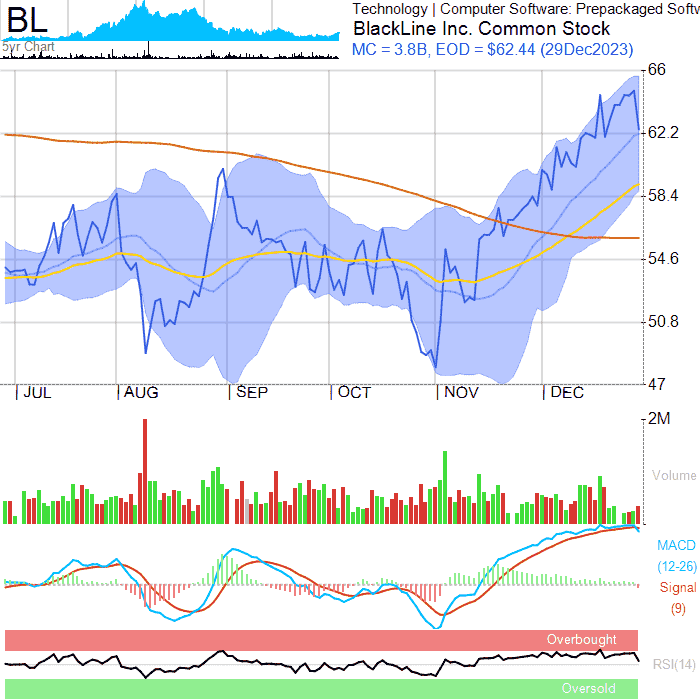 BL
Technology | Computer Software: Prepackaged Softw
BlackLine Inc. Common Stock
5yr Chart
MC = 3.8B, EOD = $62.44 (29Dec2023)
66
62.2
58.4
54.6
50.8
47
JUL AUG SEP OCT NOV DEC
2M
Volume
MACD
(12-26)
Signal
(9)
Overbought
RSI(14)
Oversold